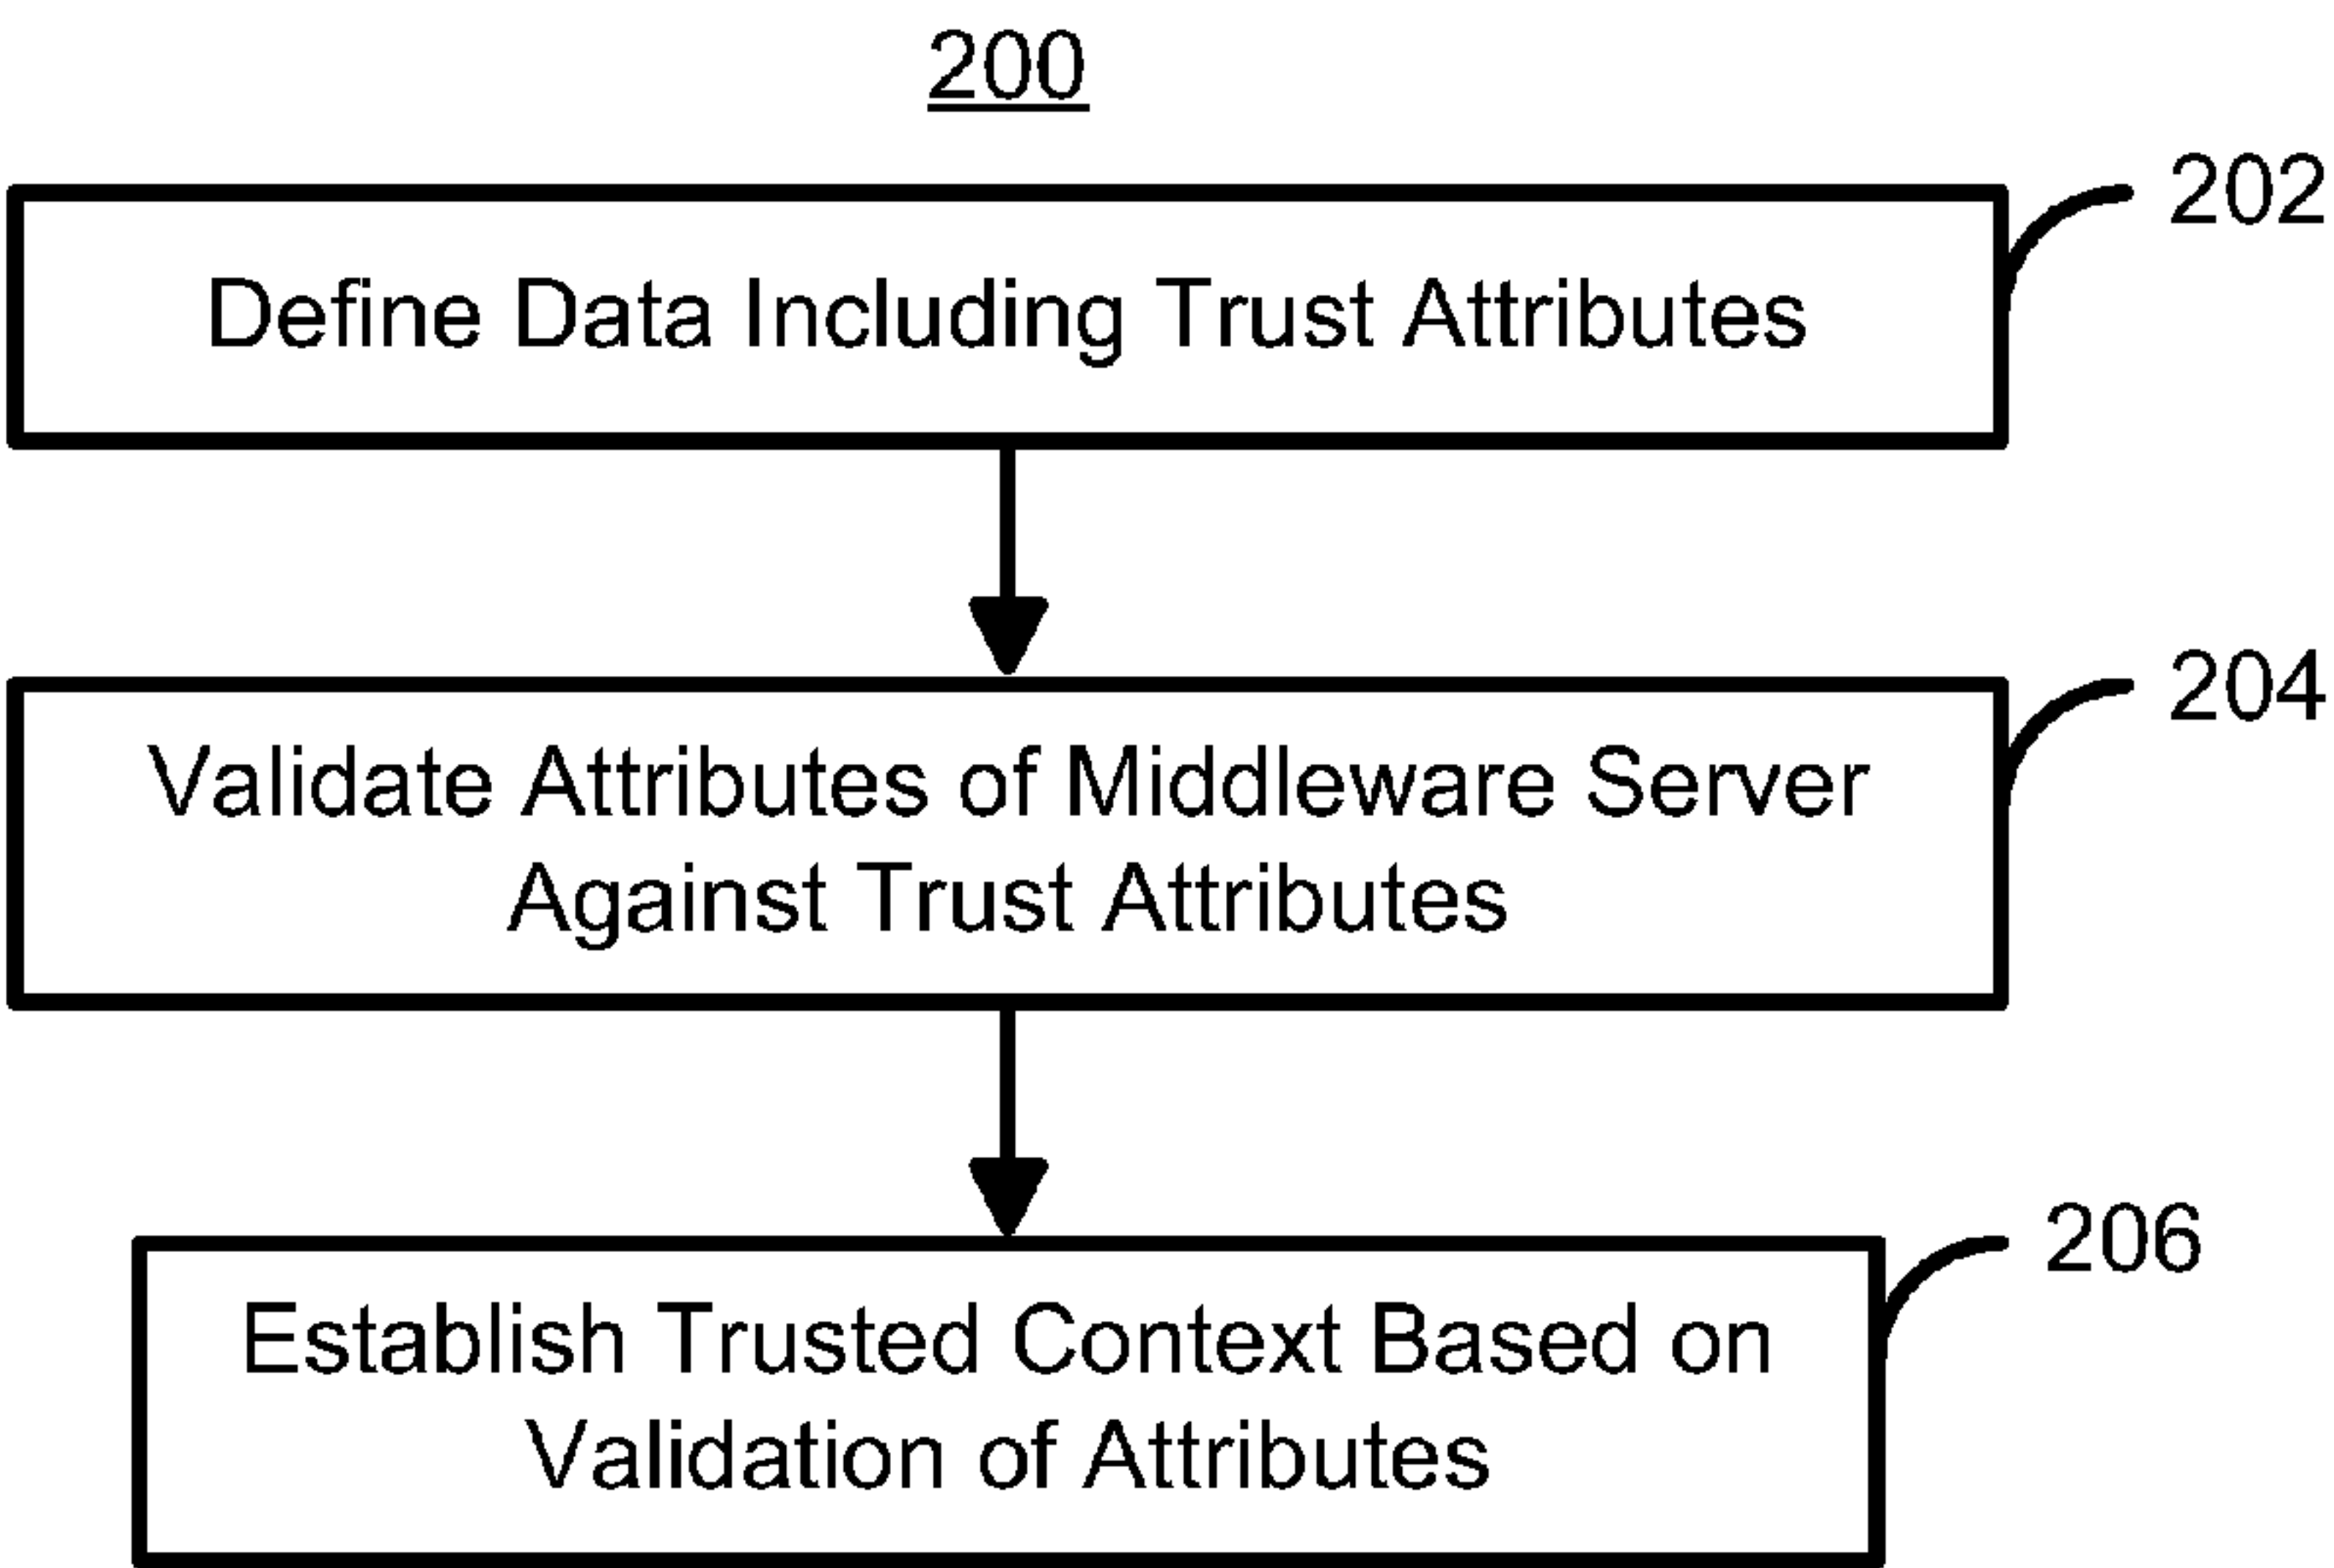 200
202
Define Data Including Trust Attributes
204
Validate Attributes of Middleware Server
Against Trust Attributes
206
Establish Trusted Context Based on
Validation of Attributes